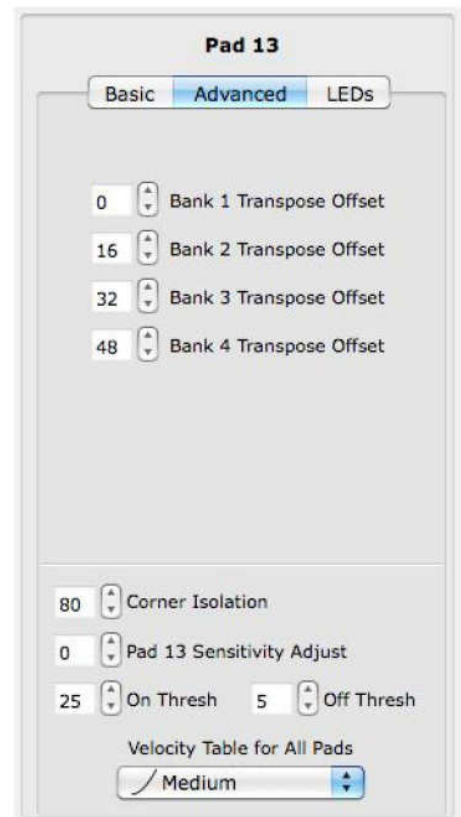 Pad 13
Basic Advanced LEDs
0 Bank 1 Transpose Offset
16 Bank 2 Transpose Offset
32 Bank 3 Transpose Offset
48 Bank 4 Transpose Offset
80 Corner Isolation
0 Pad 13 Sensitivity Adjust
25 On Thresh 5 Off Thresh
Velocity Table for All Pads
Medium